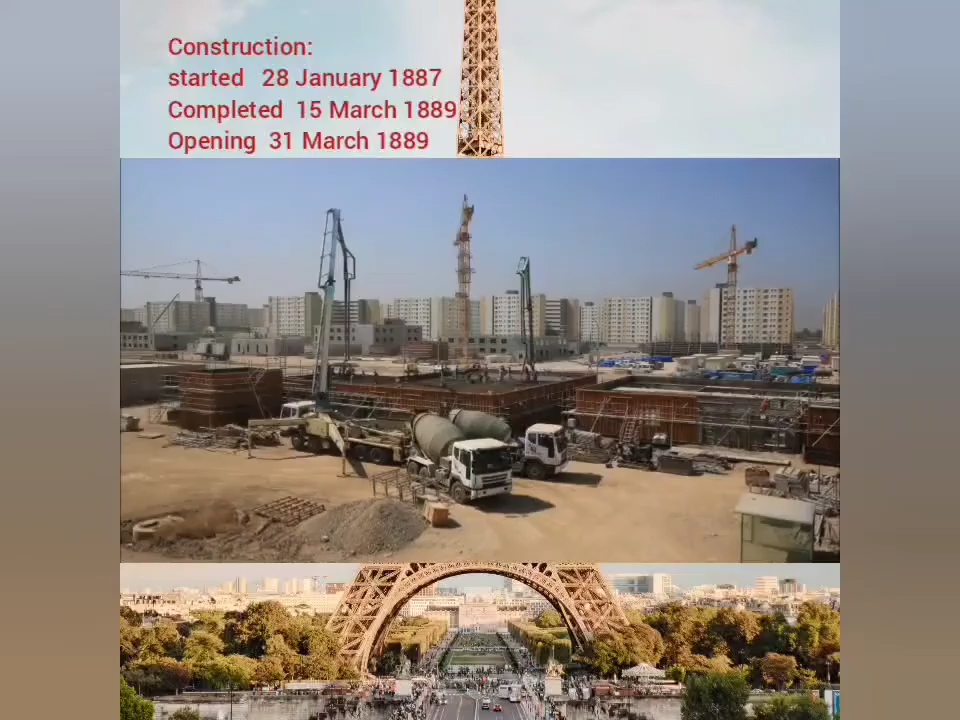 Construction:
started 28 January 1887
Completed 15 March 1889
Opening 31 March 1889